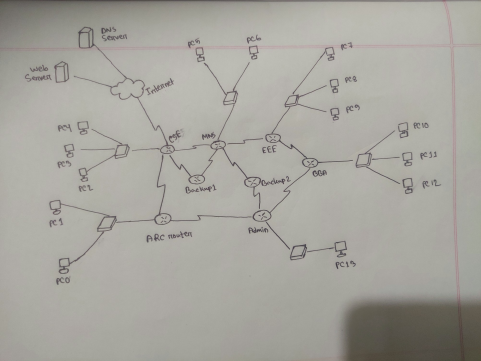 DNS
Server
Web
Server
Internet
PC5
PC6
PC7
PC8
PC9
PC4
PC3
PC2
CSE
EEE
PC10
PC11
PC12
BBA
Backup1
Backup2
PC1
PC0
ARC router
Admin
PC13